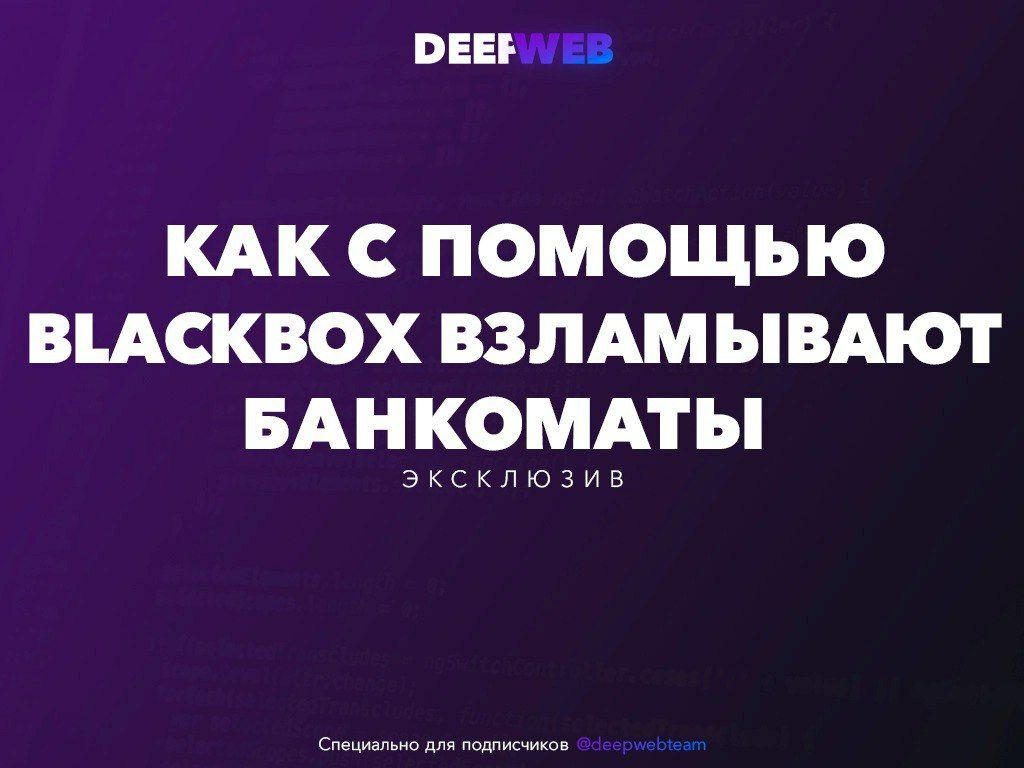 DEEPWEB
КАК С ПОМОЩЬЮ
BLACKBOX ВЗЛАМЫВАЮТ
БАНКОМАТЫ
ЭКСКЛЮЗИВ
Специально для подписчиков @deepwebteam